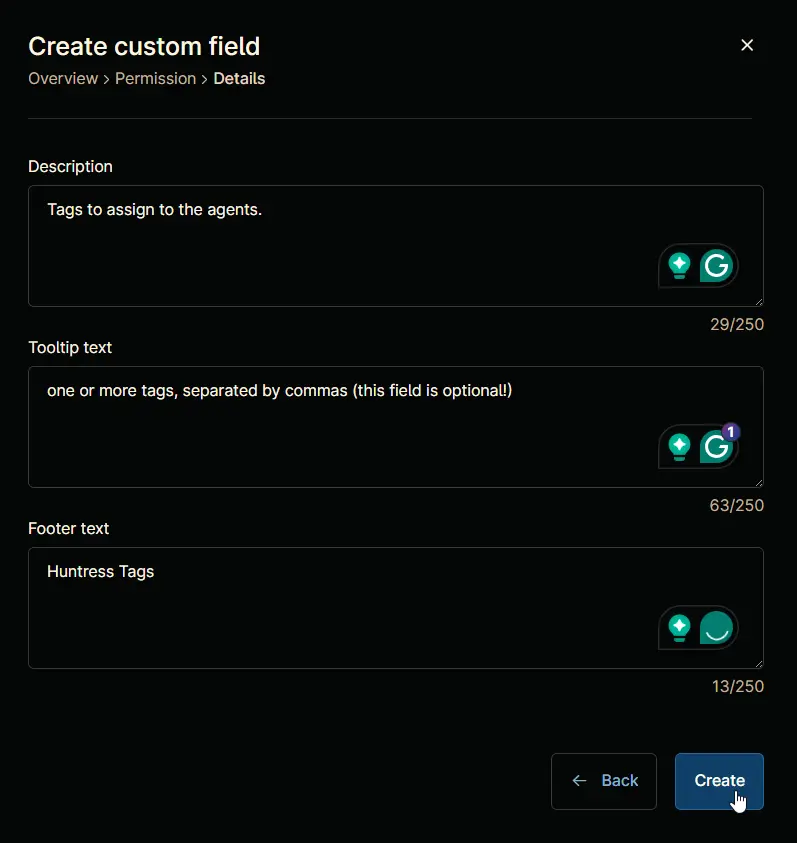 Create custom field
Overview > Permission > Details
Description
Tags to assign to the agents.
29/250
Tooltip text
one or more tags, separated by commas (this field is optional!)
1
63/250
Footer text
Huntress Tags
13/250
← Back
Create